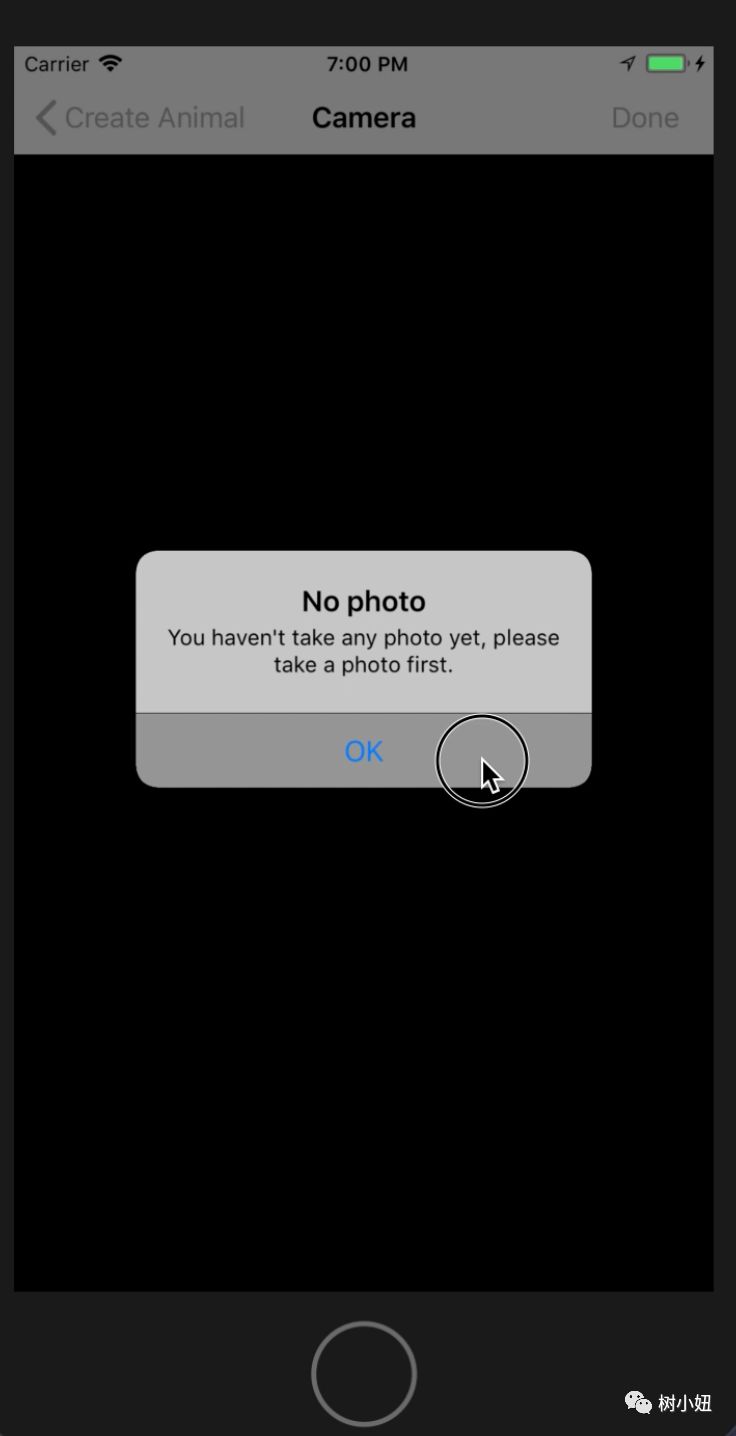 Carrier
7:00 PM
Create Animal
Camera
Done
No photo
You haven't take any photo yet, please
take a photo first.
OK
树小妞